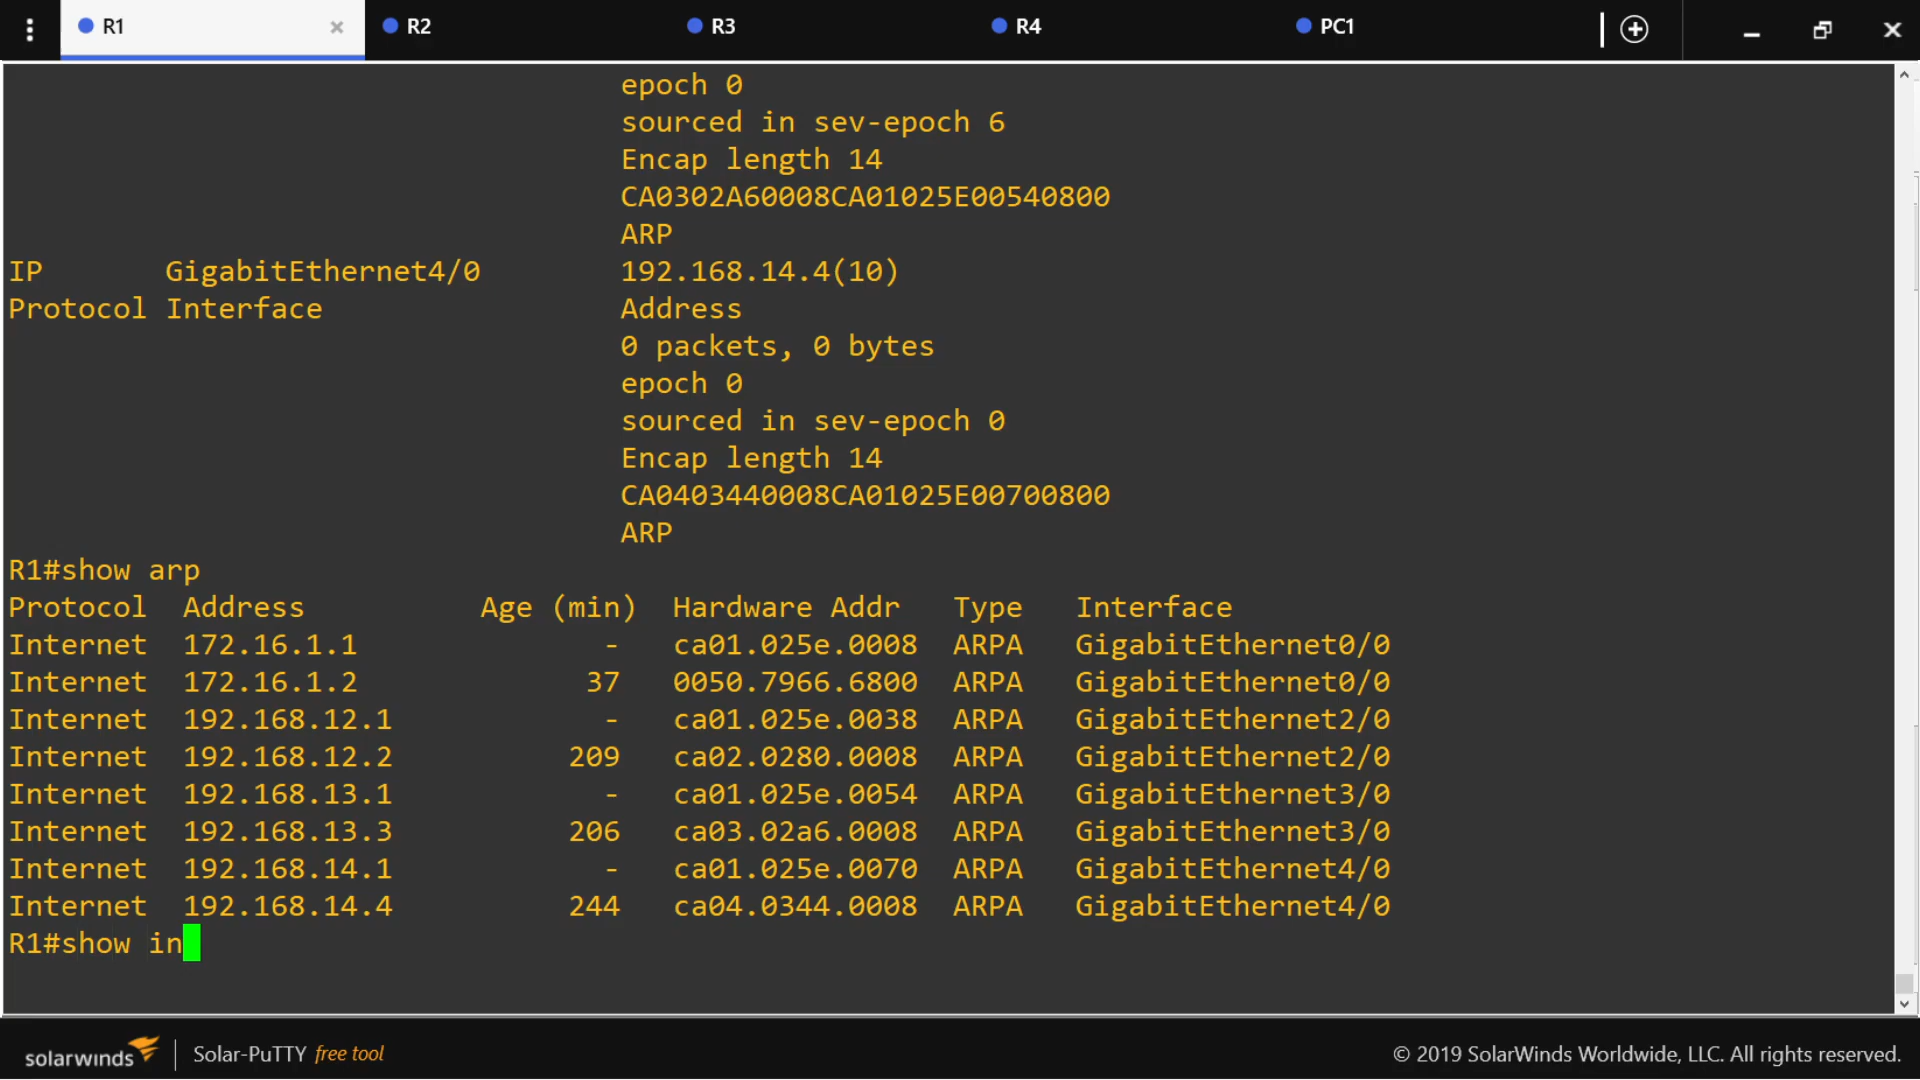 R1 × R2 R3 R4 PC1
epoch 0
sourced in sev-epoch 6
Encap length 14
CA0302A60008CA01025E00540800
ARP
IP GigabitEthernet4/0 192.168.14.4(10)
Protocol Interface Address
0 packets, 0 bytes
epoch 0
sourced in sev-epoch 0
Encap length 14
CA0403440008CA01025E00700800
ARP
R1#show arp
Protocol Address Age (min) Hardware Addr Type Interface
Internet 172.16.1.1 - ca01.025e.0008 ARPA GigabitEthernet0/0
Internet 172.16.1.2 37 0050.7966.6800 ARPA GigabitEthernet0/0
Internet 192.168.12.1 - ca01.025e.0038 ARPA GigabitEthernet2/0
Internet 192.168.12.2 209 ca02.0280.0008 ARPA GigabitEthernet2/0
Internet 192.168.13.1 - ca01.025e.0054 ARPA GigabitEthernet3/0
Internet 192.168.13.3 206 ca03.02a6.0008 ARPA GigabitEthernet3/0
Internet 192.168.14.1 - ca01.025e.0070 ARPA GigabitEthernet4/0
Internet 192.168.14.4 244 ca04.0344.0008 ARPA GigabitEthernet4/0
R1#show in
solarwinds | Solar-PuTTY free tool © 2019 SolarWinds Worldwide, LLC. All rights reserved.